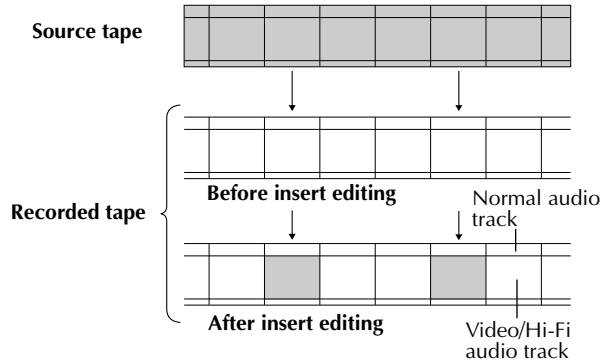 Source tape
Before insert editing
Normal audio
track
Recorded tape
After insert editing
Video/Hi-Fi
audio track